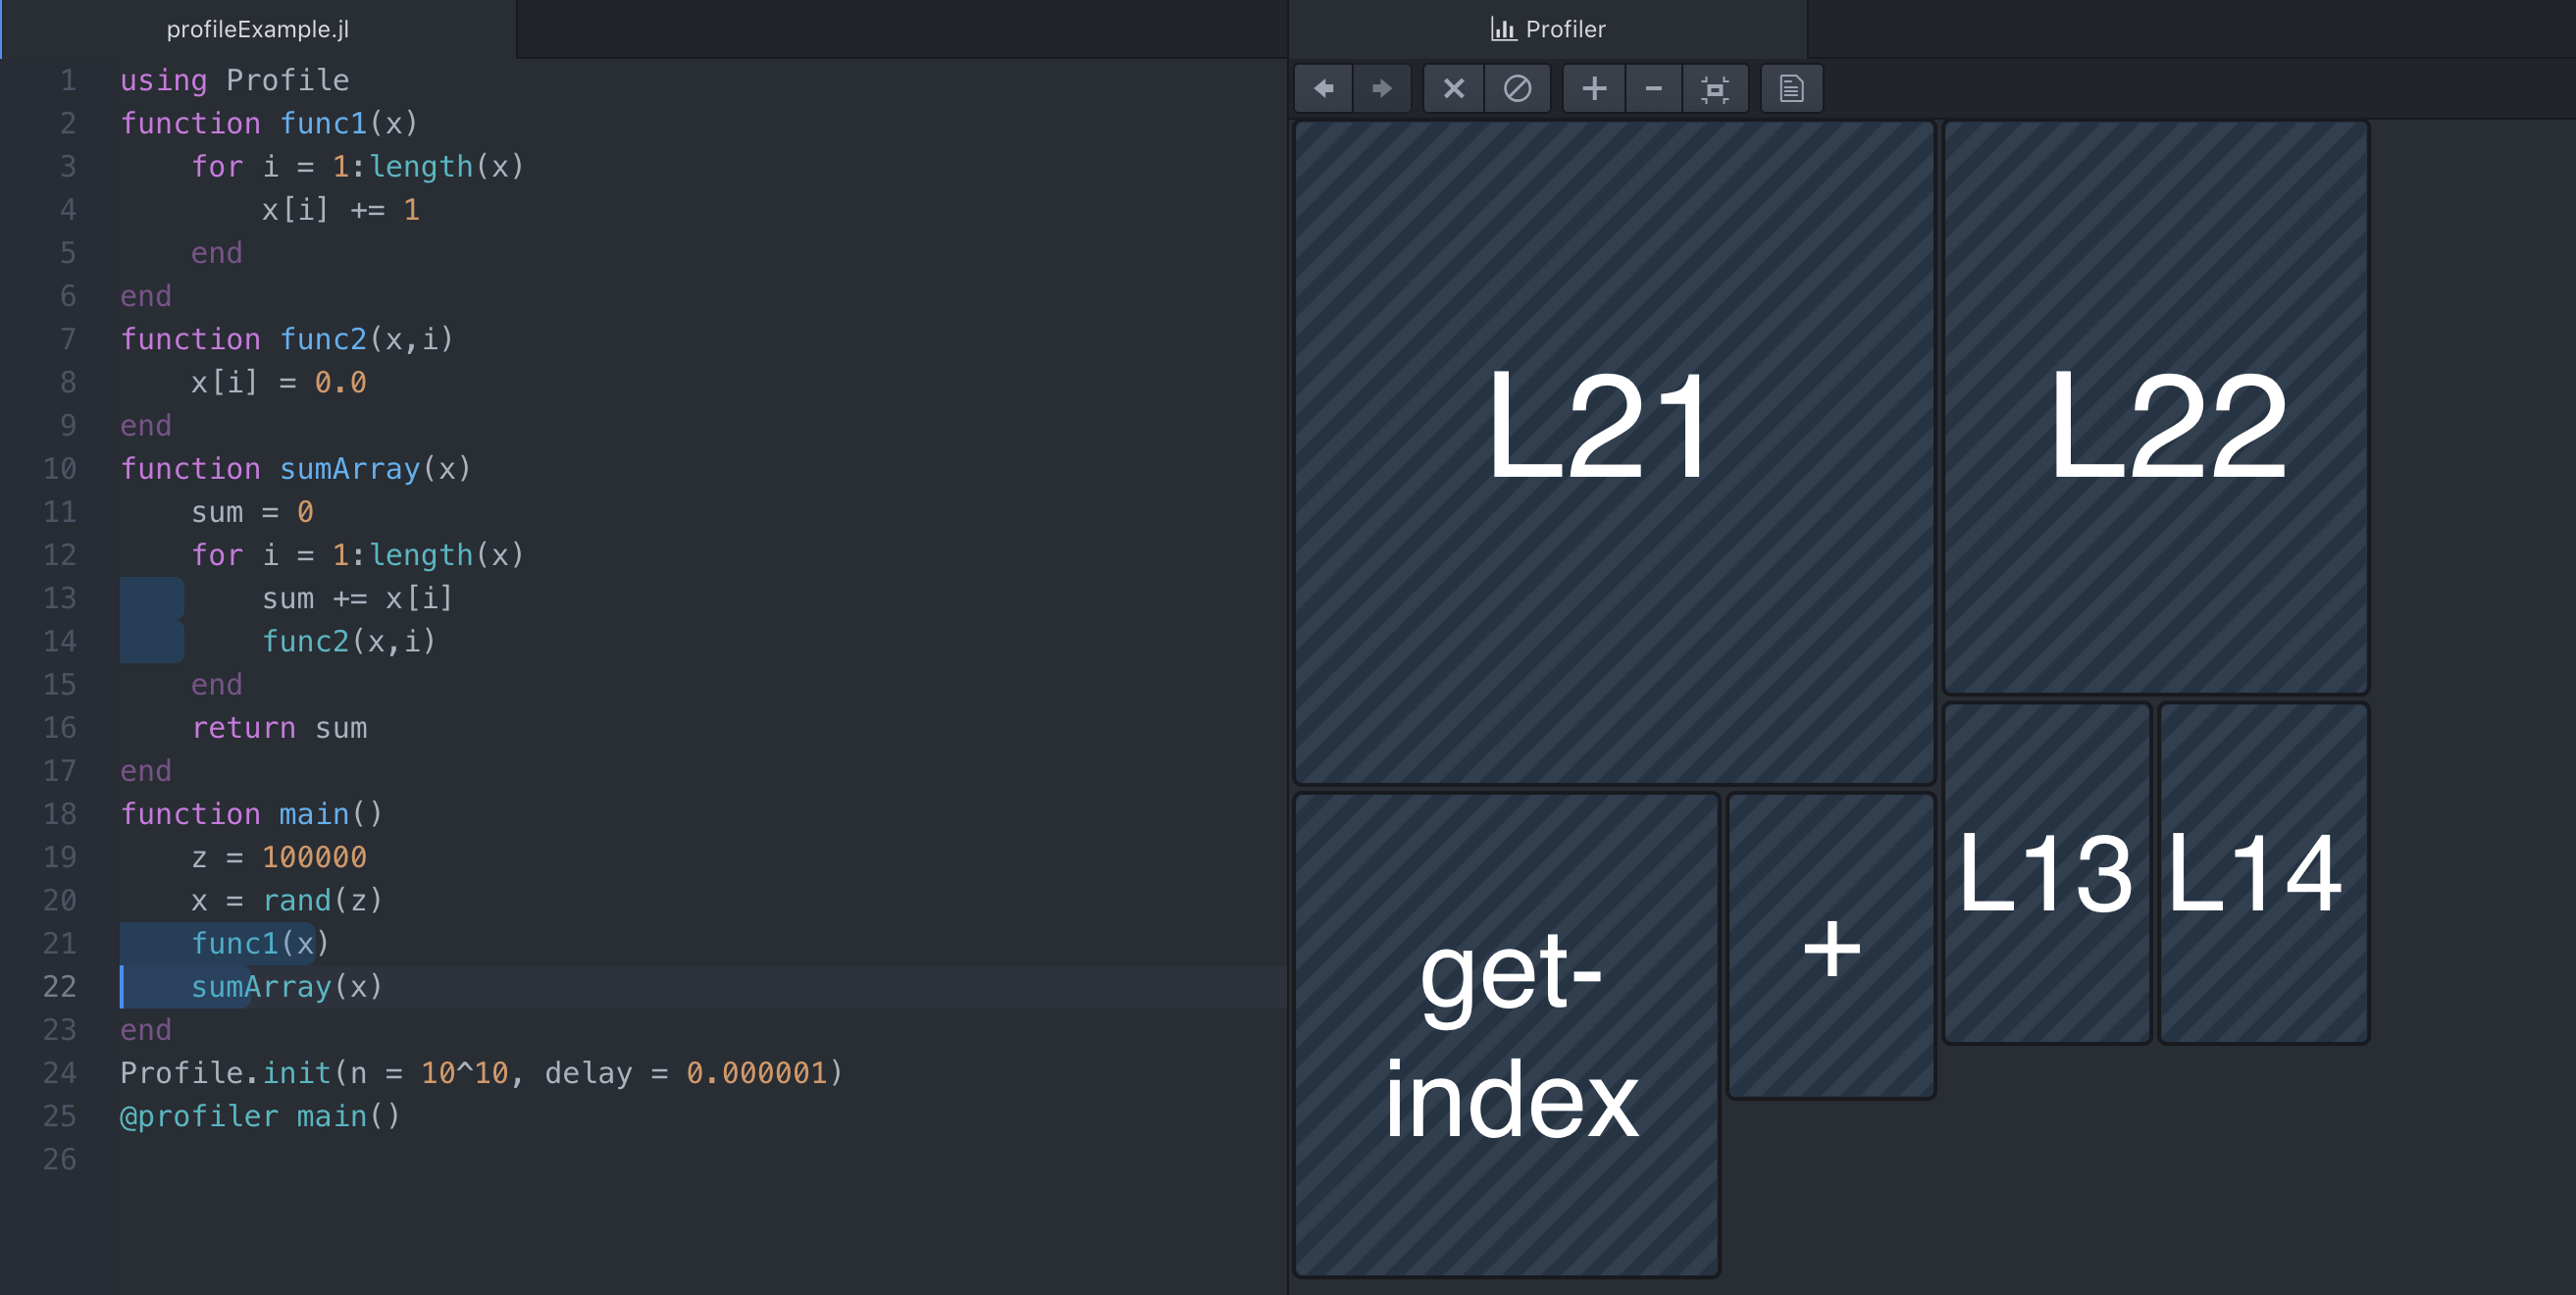 profileExample.jl
1 using Profile
2 function func1(x)
3     for i = 1:length(x)
4         x[i] += 1
5     end
6 end
7 function func2(x,i)
8     x[i] = 0.0
9 end
10 function sumArray(x)
11     sum = 0
12     for i = 1:length(x)
13         sum += x[i]
14         func2(x,i)
15     end
16     return sum
17 end
18 function main()
19     z = 100000
20     x = rand(z)
21     func1(x)
22     sumArray(x)
23 end
24 Profile.init(n = 10^10, delay = 0.000001)
25 @profiler main()
26
Profiler
L21
L22
L13
L14
get-
index
+